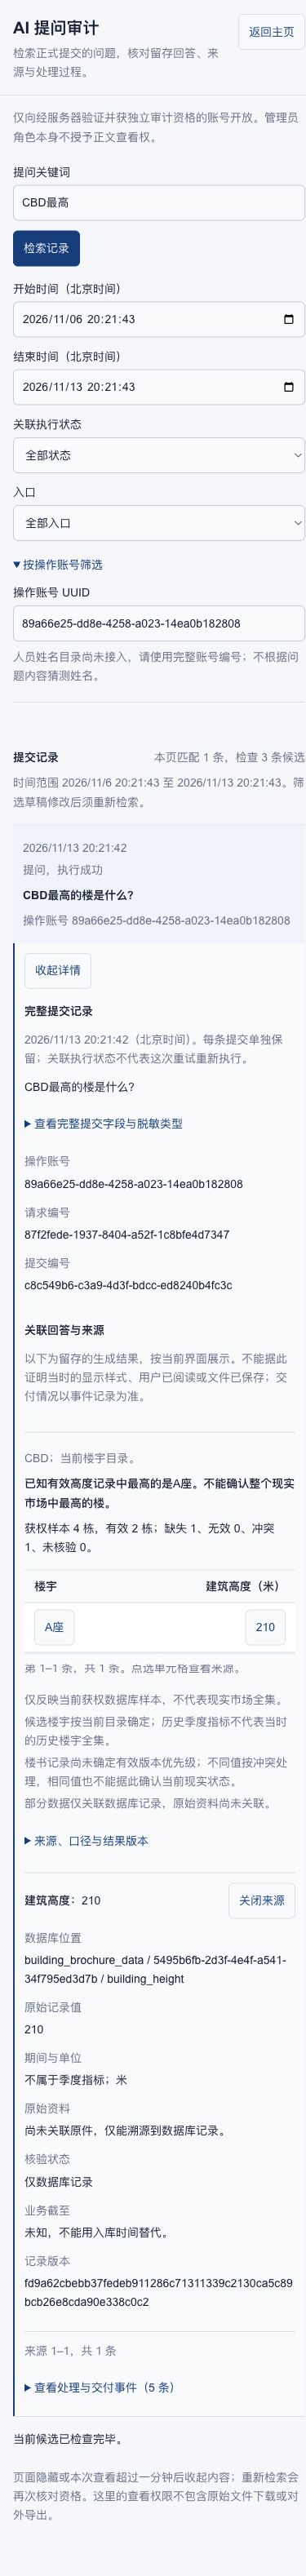 AI 提问审计
返回主页
检索正式提交的问题，核对留存回答、来
源与处理过程。
仅向经服务器验证并获独立审计资格的账号开放。管理员
角色本身不授予正文查看权。
提问关键词
CBD最高
检索记录
开始时间（北京时间）
2026/11/06 20:21:43
结束时间（北京时间）
2026/11/13 20:21:43
关联执行状态
全部状态
入口
全部入口
▼按操作账号筛选
操作账号 UUID
89a66e25-dd8e-4258-a023-14ea0b182808
人员姓名目录尚未接入，请使用完整账号编号；不根据问
题内容猜测姓名。
提交记录
本页匹配 1 条，检查 3 条候选
时间范围 2026/11/6 20:21:43 至 2026/11/13 20:21:43。筛
选草稿修改后须重新检索。
2026/11/13 20:21:42
提问，执行成功
CBD最高的楼是什么？
操作账号 89a66e25-dd8e-4258-a023-14ea0b182808
收起详情
完整提交记录
2026/11/13 20:21:42（北京时间）。每条提交单独保
留；关联执行状态不代表这次重试重新执行。
CBD最高的楼是什么？
▶查看完整提交字段与脱敏类型
操作账号
89a66e25-dd8e-4258-a023-14ea0b182808
请求编号
87f2fede-1937-8404-a52f-1c8bfe4d7347
提交编号
c8c549b6-c3a9-4d3f-bdcc-ed8240b4fc3c
关联回答与来源
以下为留存的生成结果，按当前界面展示。不能据此
证明当时的显示样式、用户已阅读或文件已保存；交
付情况以事件记录为准。
CBD；当前楼宇目录。
已知有效高度记录中最高的是A座。不能确认整个现实
市场中最高的楼。
获权样本 4 栋，有效 2 栋；缺失 1、无效 0、冲突
1、未核验 0。
楼宇 建筑高度（米）
A座 210
第 1–1 条，共 1 条。点选单元格查看来源。
仅反映当前获权数据库样本，不代表现实市场全集。
候选楼宇按当前目录确定；历史季度指标不代表当时
的历史楼宇全集。
楼书记录尚未确定有效版本优先级；不同值按冲突处
理，相同值也不能据此确认当前现实状态。
部分数据仅关联数据库记录，原始资料尚未关联。
▶来源、口径与结果版本
建筑高度：210
关闭来源
数据库位置
building_brochure_data / 5495b6fb-2d3f-4e4f-a541-
34f795ed3d7b / building_height
原始记录值
210
期间与单位
不属于季度指标；米
原始资料
尚未关联原件，仅能溯源到数据库记录。
核验状态
仅数据库记录
业务截至
未知，不能用入库时间替代。
记录版本
fd9a62cbebb37fedeb911286c71311339c2130ca5c89
bcb26e8cda90e338c0c2
来源 1–1，共 1 条
▶查看处理与交付事件（5 条）
当前候选已检查完毕。
页面隐藏或本次查看超过一分钟后收起内容；重新检索会
再次核对资格。这里的查看权限不包含原始文件下载或对
外导出。